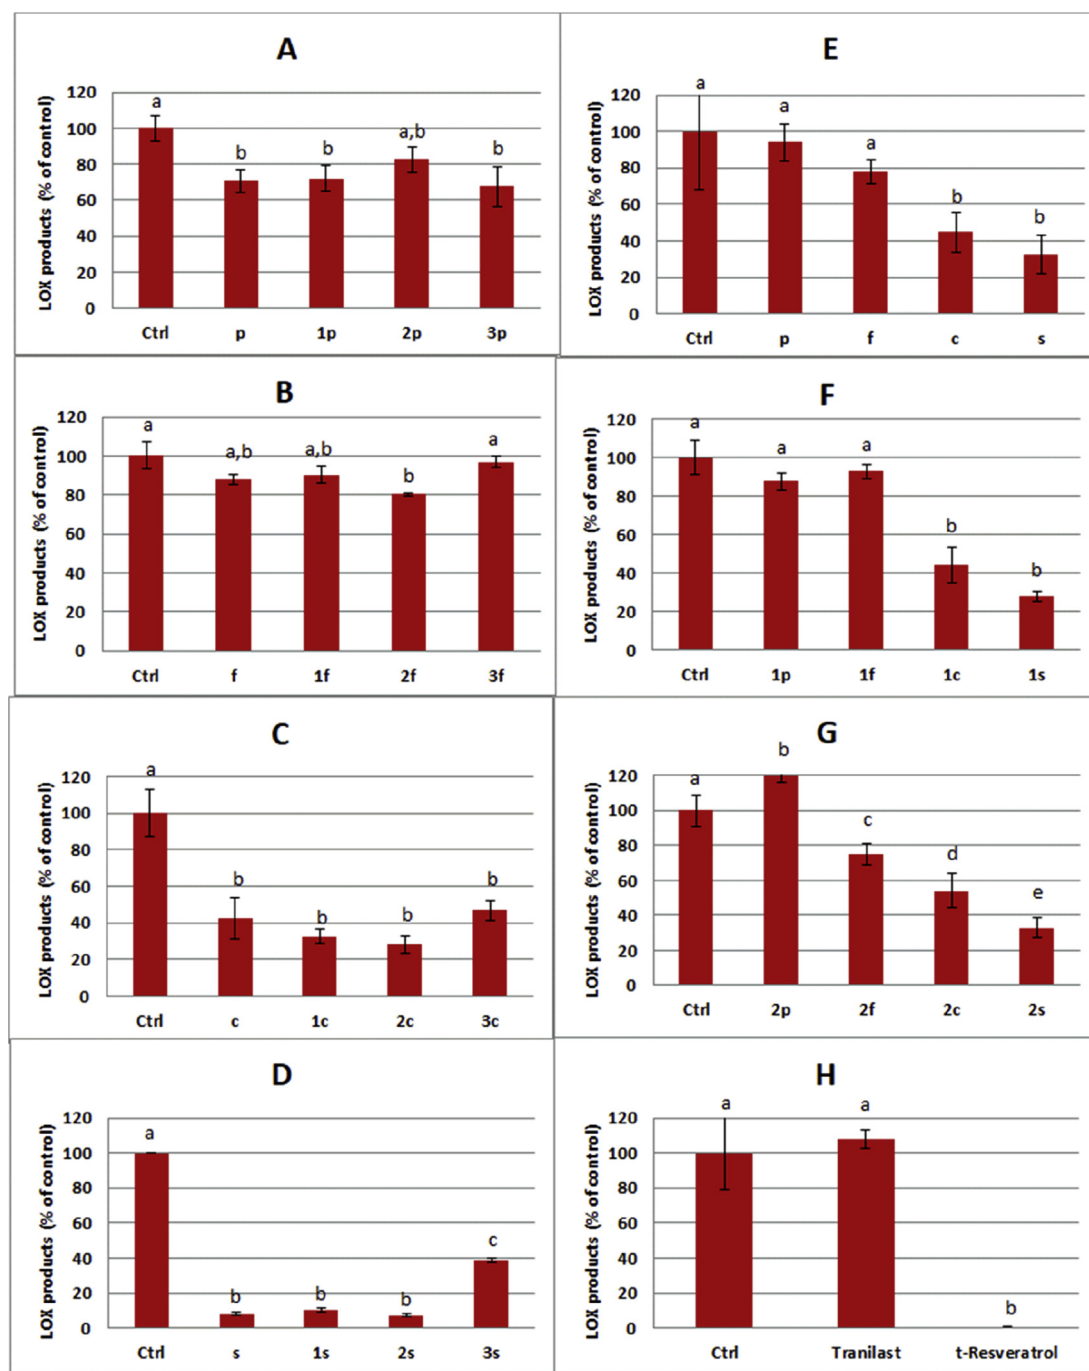 A
LOX products (% of control)
120
100
80
60
40
20
0
a
b
b
a,b
b
Ctrl p 1p 2p 3p
B
LOX products (% of control)
120
100
80
60
40
20
0
a
a,b
a,b
b
a
Ctrl f 1f 2f 3f
C
LOX products (% of control)
120
100
80
60
40
20
0
a
b
b
b
b
Ctrl c 1c 2c 3c
D
LOX products (% of control)
120
100
80
60
40
20
0
a
b
b
b
c
Ctrl s 1s 2s 3s
E
LOX products (% of control)
120
100
80
60
40
20
0
a
a
a
b
b
Ctrl p f c s
F
LOX products (% of control)
120
100
80
60
40
20
0
a
a
a
b
b
Ctrl 1p 1f 1c 1s
G
LOX products (% of control)
120
100
80
60
40
20
0
a
b
c
d
e
Ctrl 2p 2f 2c 2s
H
LOX products (% of control)
120
100
80
60
40
20
0
a
a
b
Ctrl Tranilast t-Resveratrol